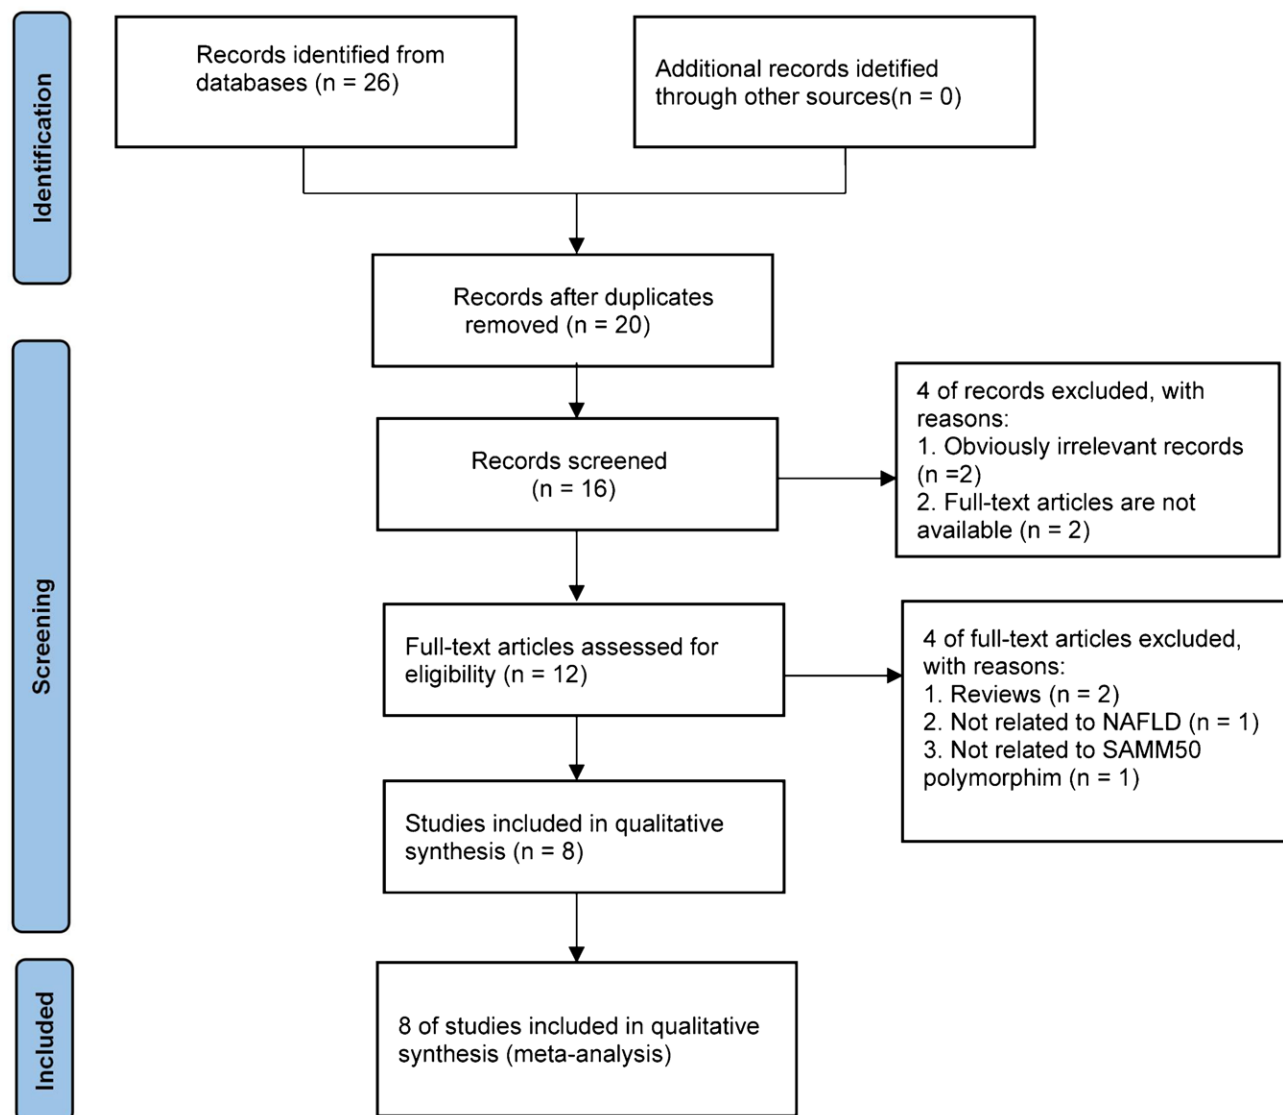 Identification
Records identified from
databases (n = 26)
Additional records idetified
through other sources(n = 0)
Records after duplicates
removed (n = 20)
Screening
Records screened
(n = 16)
4 of records excluded, with
reasons:
1. Obviously irrelevant records
(n =2)
2. Full-text articles are not
available (n = 2)
Full-text articles assessed for
eligibility (n = 12)
4 of full-text articles excluded,
with reasons:
1. Reviews (n = 2)
2. Not related to NAFLD (n = 1)
3. Not related to SAMM50
polymorphim (n = 1)
Studies included in qualitative
synthesis (n = 8)
Included
8 of studies included in qualitative
synthesis (meta-analysis)